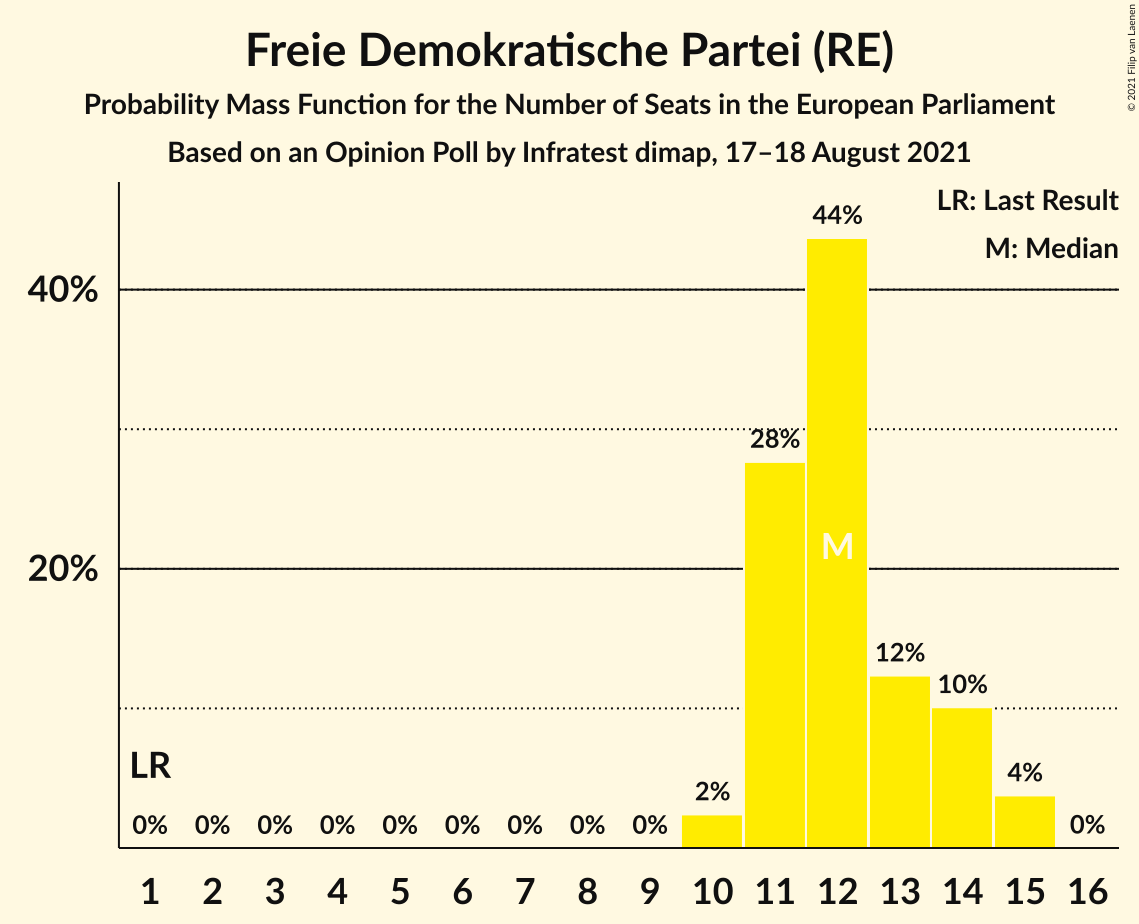 Freie Demokratische Partei (RE)
Probability Mass Function for the Number of Seats in the European Parliament
Based on an Opinion Poll by Infratest dimap, 17–18 August 2021
© 2021 Filip van Laenen
LR: Last Result
M: Median
44%
40%
28%
M
20%
12%
10%
LR
4%
2%
0% 0% 0% 0% 0% 0% 0% 0% 0% 0%
1 2 3 4 5 6 7 8 9 10 11 12 13 14 15 16